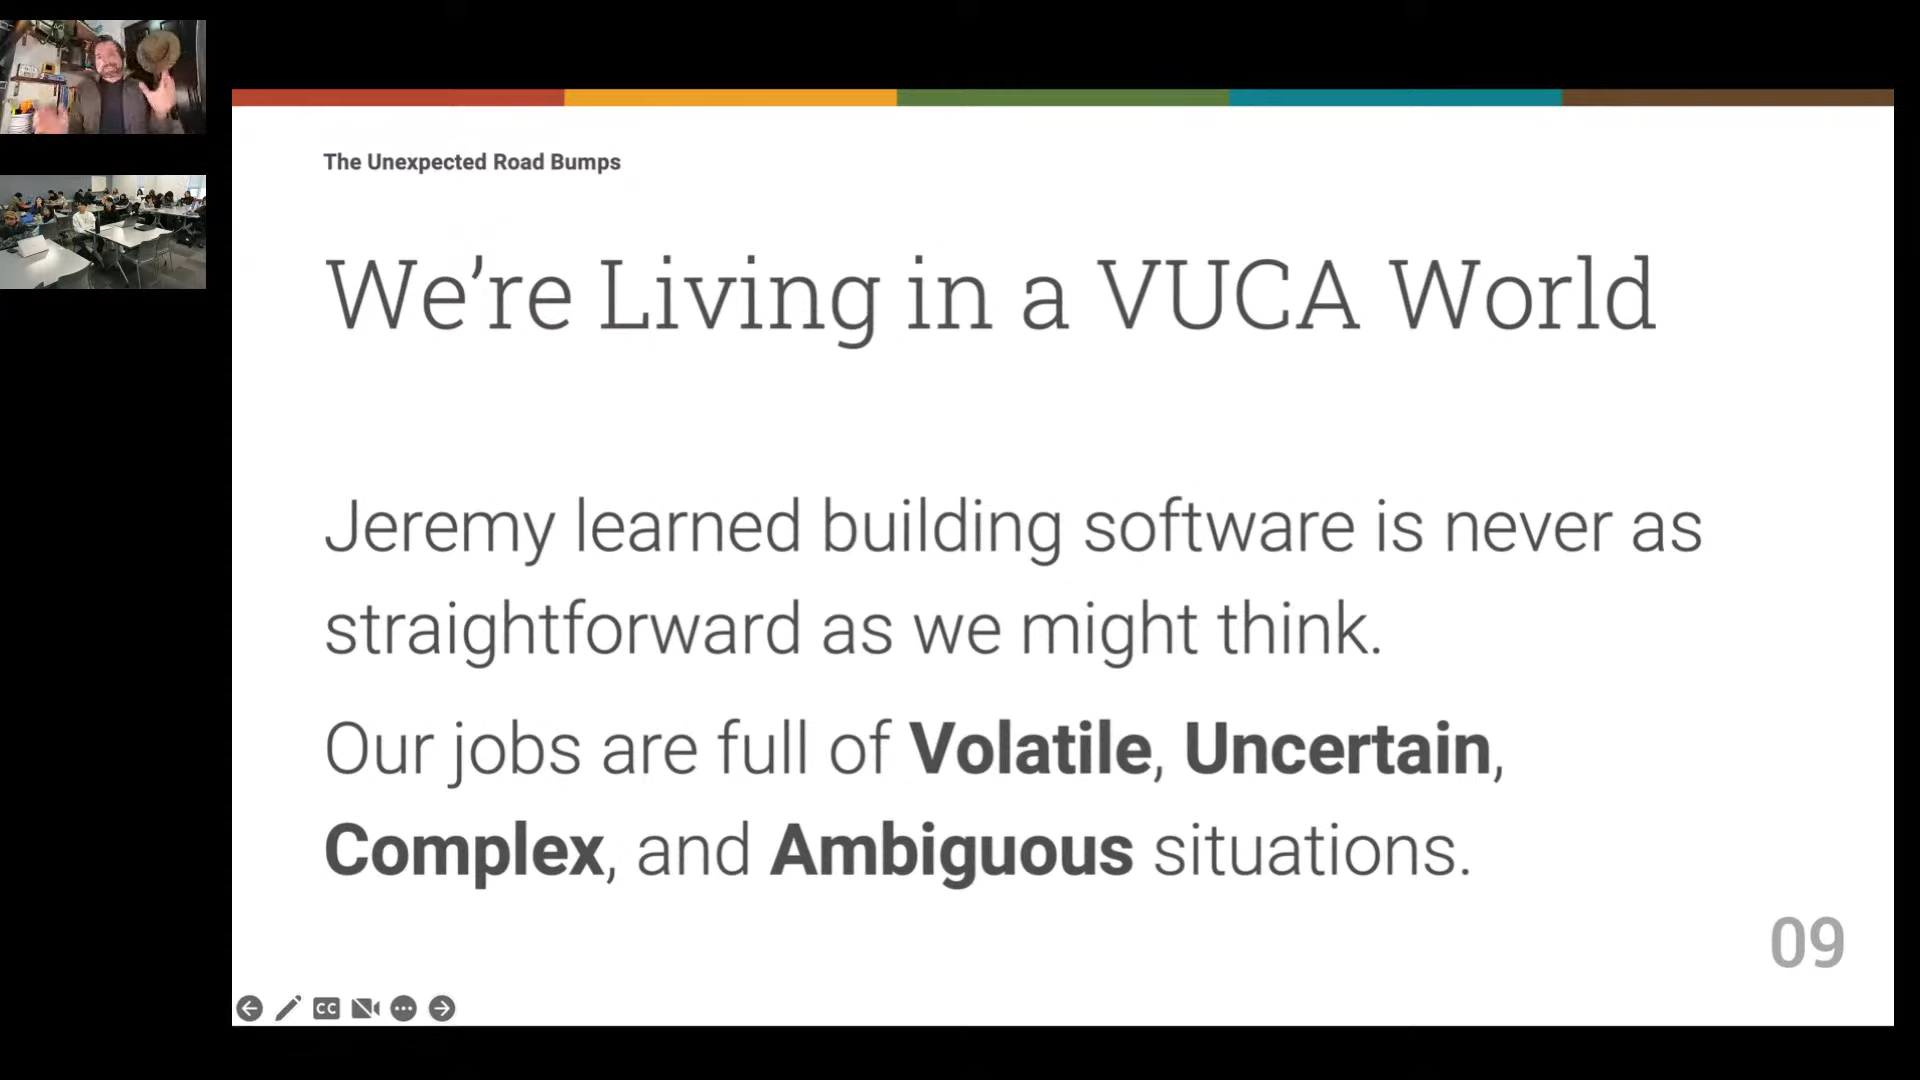 The Unexpected Road Bumps
We’re Living in a VUCA World
Jeremy learned building software is never as
straightforward as we might think.
Our jobs are full of Volatile, Uncertain,
Complex, and Ambiguous situations.
09
CC